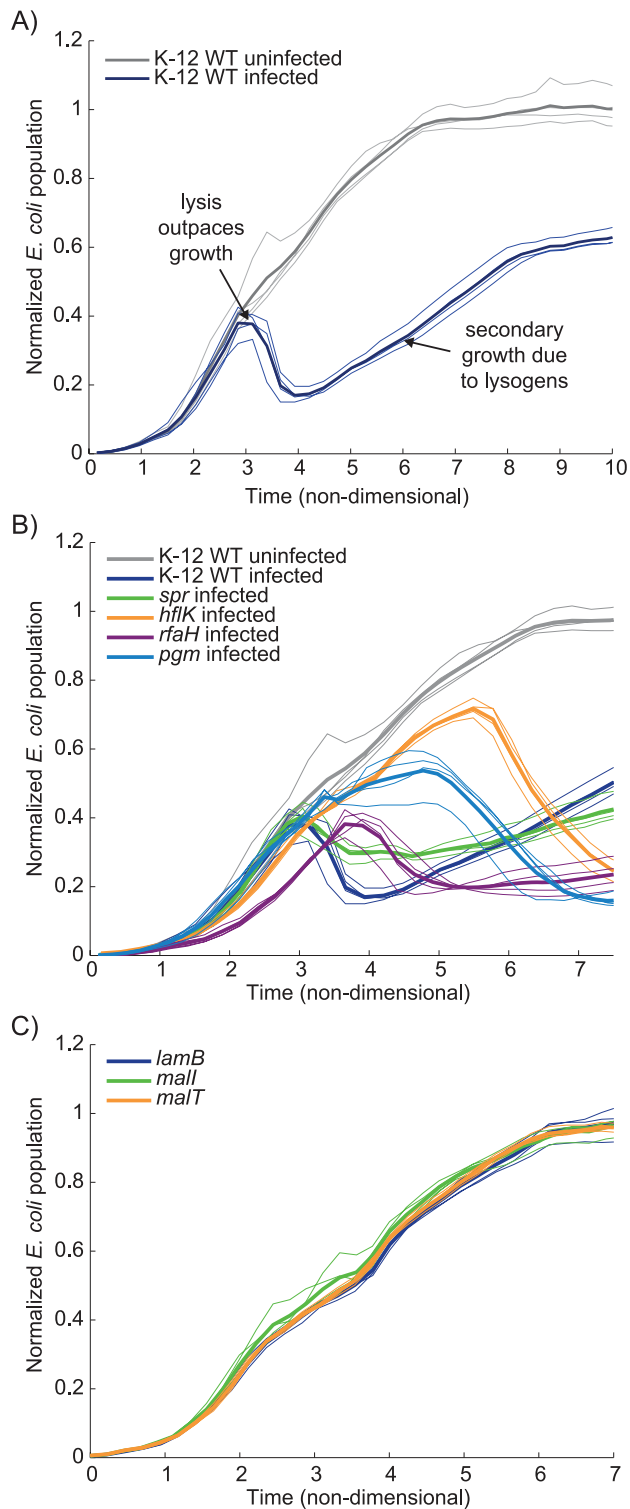 A)
1.2
1
0.8
0.6
0.4
0.2
0
Normalized E. coli population
K-12 WT uninfected
K-12 WT infected
lysis
outpaces
growth
secondary
growth due
to lysogens
0 1 2 3 4 5 6 7 8 9 10
Time (non-dimensional)
B)
1.2
1
0.8
0.6
0.4
0.2
0
Normalized E. coli population
K-12 WT uninfected
K-12 WT infected
spr infected
hflK infected
rfaH infected
pgm infected
0 1 2 3 4 5 6 7
Time (non-dimensional)
C)
1.2
1
0.8
0.6
0.4
0.2
0
Normalized E. coli population
lamB
malI
malT
0 1 2 3 4 5 6 7
Time (non-dimensional)